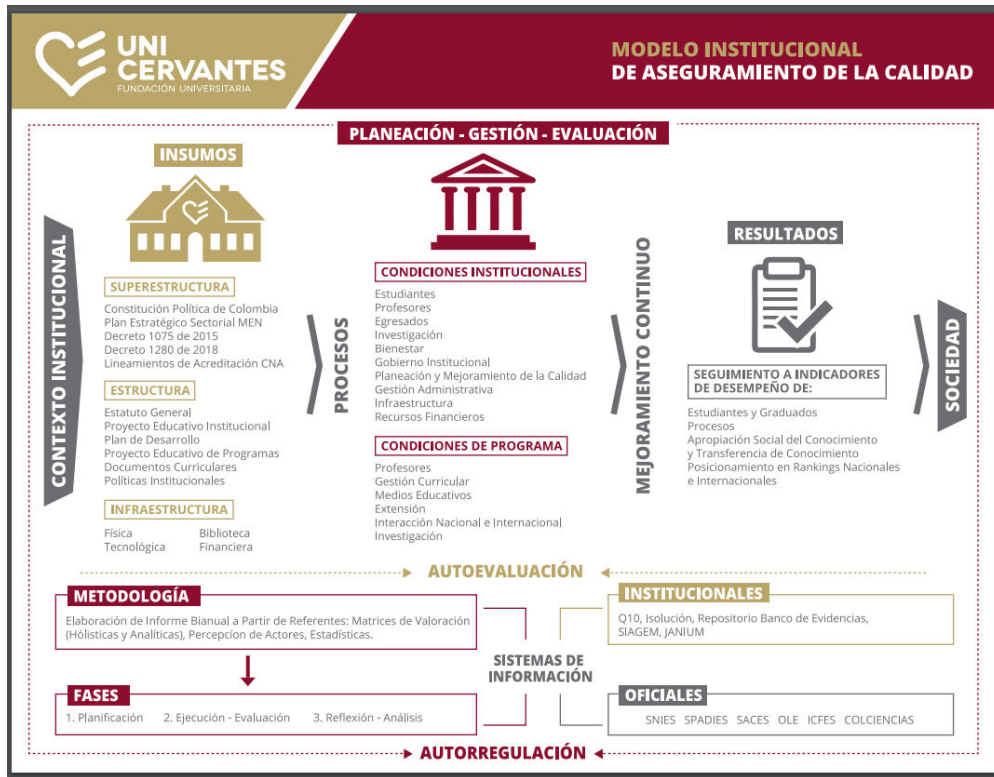 UNI
CERVANTES
FUNDACIÓN UNIVERSITARIA
MODELO INSTITUCIONAL
DE ASEGURAMIENTO DE LA CALIDAD
PLANEACIÓN - GESTIÓN - EVALUACIÓN
CONTEXTO INSTITUCIONAL
INSUMOS
SUPERESTRUCTURA
Constitución Política de Colombia
Plan Estratégico Sectorial MEN
Decreto 1075 de 2015
Decreto 1280 de 2018
Lineamientos de Acreditación CNA
ESTRUCTURA
Estatuto General
Proyecto Educativo Institucional
Plan de Desarrollo
Proyecto Educativo de Programas
Documentos Curriculares
Políticas Institucionales
INFRAESTRUCTURA
Física Biblioteca
Tecnológica Financiera
PROCESOS
CONDICIONES INSTITUCIONALES
Estudiantes
Profesores
Egresados
Investigación
Bienestar
Gobierno Institucional
Planeación y Mejoramiento de la Calidad
Gestión Administrativa
Infraestructura
Recursos Financieros
CONDICIONES DE PROGRAMA
Profesores
Gestión Curricular
Medios Educativos
Extensión
Interacción Nacional e Internacional
Investigación
MEJORAMIENTO CONTINUO
RESULTADOS
SEGUIMIENTO A INDICADORES
DE DESEMPEÑO DE:
Estudiantes y Graduados
Procesos
Apropiación Social del Conocimiento
y Transferencia de Conocimiento
Posicionamiento en Rankings Nacionales
e Internacionales
SOCIEDAD
AUTOEVALUACIÓN
METODOLOGÍA
Elaboración de Informe Bianual a Partir de Referentes: Matrices de Valoración
(Hólisticas y Analíticas), Percepcíon de Actores, Estadísticas.
FASES
1. Planificación 2. Ejecución - Evaluación 3. Reflexión - Análisis
SISTEMAS DE
INFORMACIÓN
INSTITUCIONALES
Q10, Isolución, Repositorio Banco de Evidencias,
SIAGEM, JANIUM
OFICIALES
SNIES SPADIES SACES OLE ICFES COLCIENCIAS
AUTORREGULACIÓN